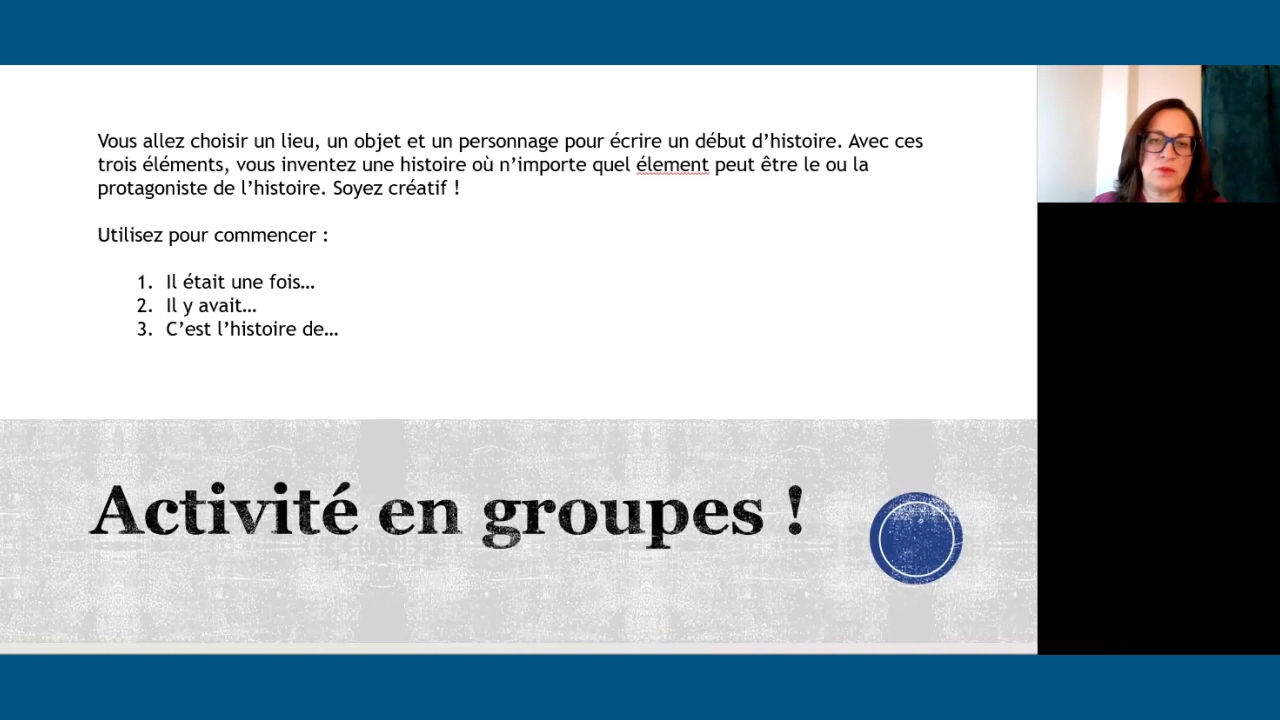 Vous allez choisir un lieu, un objet et un personnage pour écrire un début d’histoire. Avec ces
trois éléments, vous inventez une histoire où n’importe quel élement peut être le ou la
protagoniste de l’histoire. Soyez créatif !
Utilisez pour commencer :
1. Il était une fois…
2. Il y avait…
3. C’est l’histoire de…
Activité en groupes !